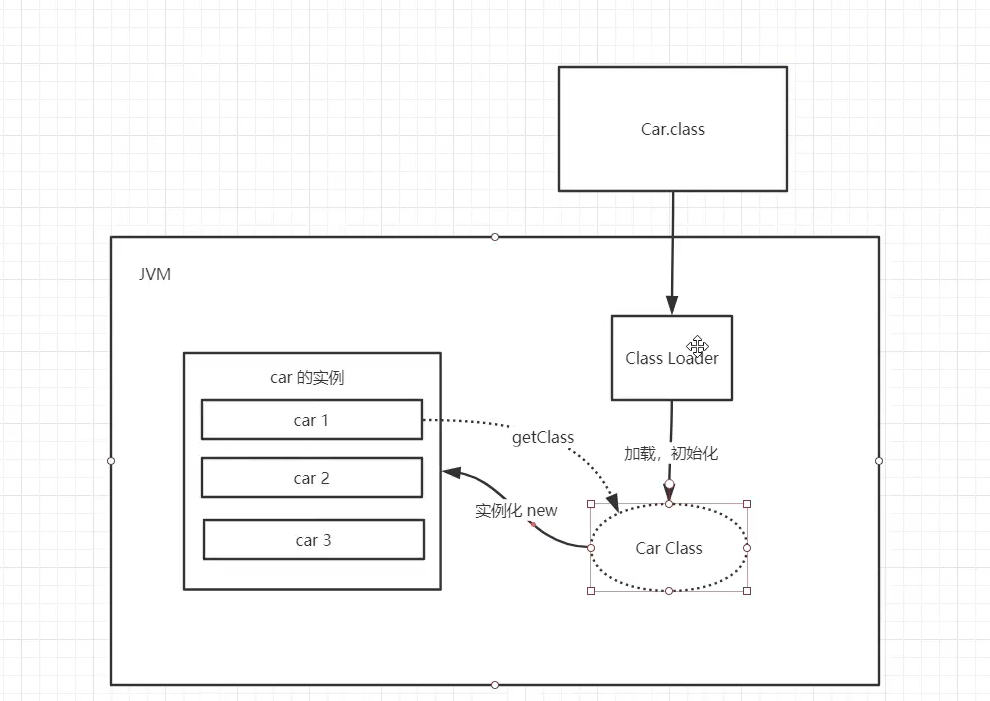 Car.class
JVM
Class Loader
car 的实例
car 1
getClass
加载，初始化
car 2
实例化 new
car 3
Car Class